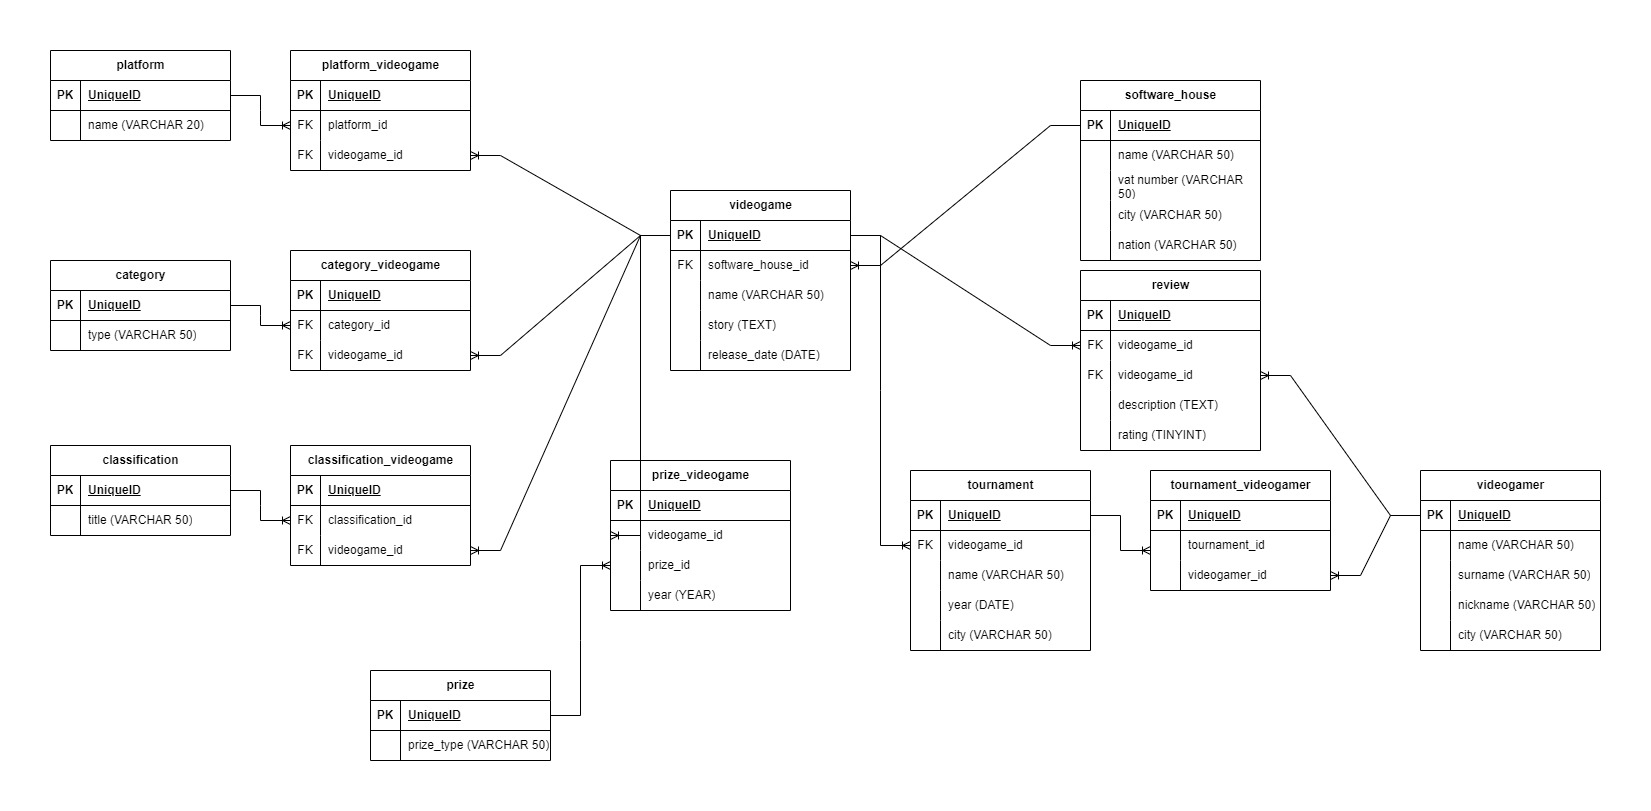 platform
PK UniqueID
name (VARCHAR 20)
platform_videogame
PK UniqueID
FK platform_id
FK videogame_id
category
PK UniqueID
type (VARCHAR 50)
category_videogame
PK UniqueID
FK category_id
FK videogame_id
classification
PK UniqueID
title (VARCHAR 50)
classification_videogame
PK UniqueID
FK classification_id
FK videogame_id
prize
PK UniqueID
prize_type (VARCHAR 50)
prize_videogame
PK UniqueID
videogame_id
prize_id
year (YEAR)
videogame
PK UniqueID
FK software_house_id
name (VARCHAR 50)
story (TEXT)
release_date (DATE)
software_house
PK UniqueID
name (VARCHAR 50)
vat number (VARCHAR
50)
city (VARCHAR 50)
nation (VARCHAR 50)
review
PK UniqueID
FK videogame_id
FK videogame_id
description (TEXT)
rating (TINYINT)
tournament
PK UniqueID
FK videogame_id
name (VARCHAR 50)
year (DATE)
city (VARCHAR 50)
tournament_videogamer
PK UniqueID
tournament_id
videogamer_id
videogamer
PK UniqueID
name (VARCHAR 50)
surname (VARCHAR 50)
nickname (VARCHAR 50)
city (VARCHAR 50)